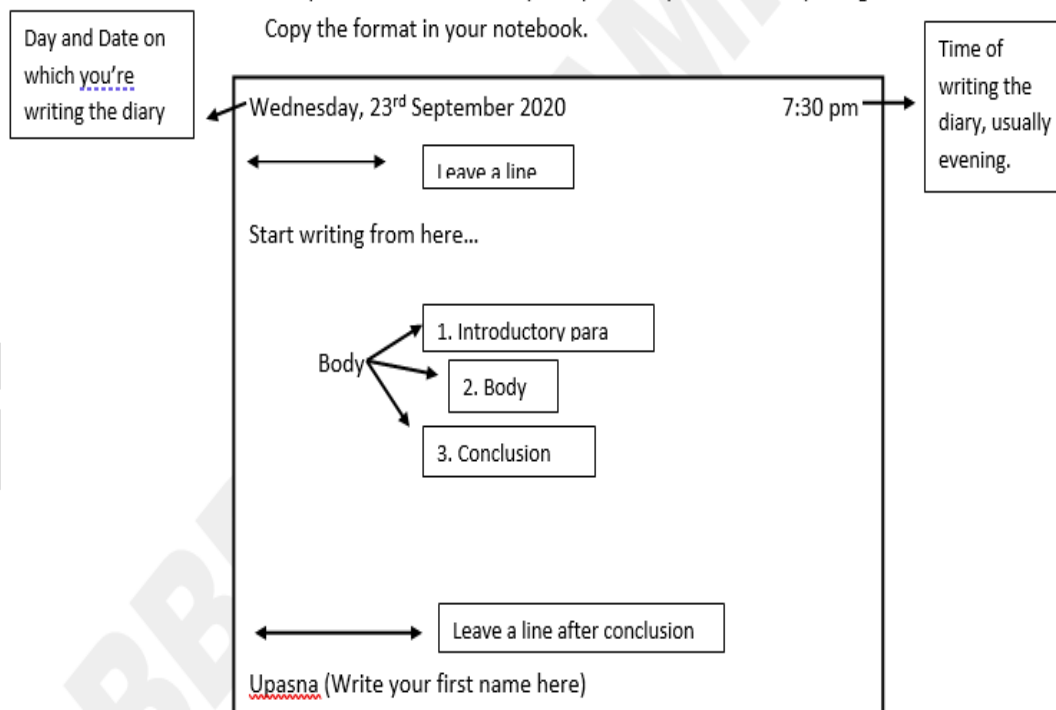 Copy the format in your notebook.
Day and Date on
which you're
writing the diary
Time of
writing the
diary, usually
evening.
Wednesday, 23rd September 2020 7:30 pm
Leave a line
Start writing from here...
Body
1. Introductory para
2. Body
3. Conclusion
Leave a line after conclusion
Upasna (Write your first name here)